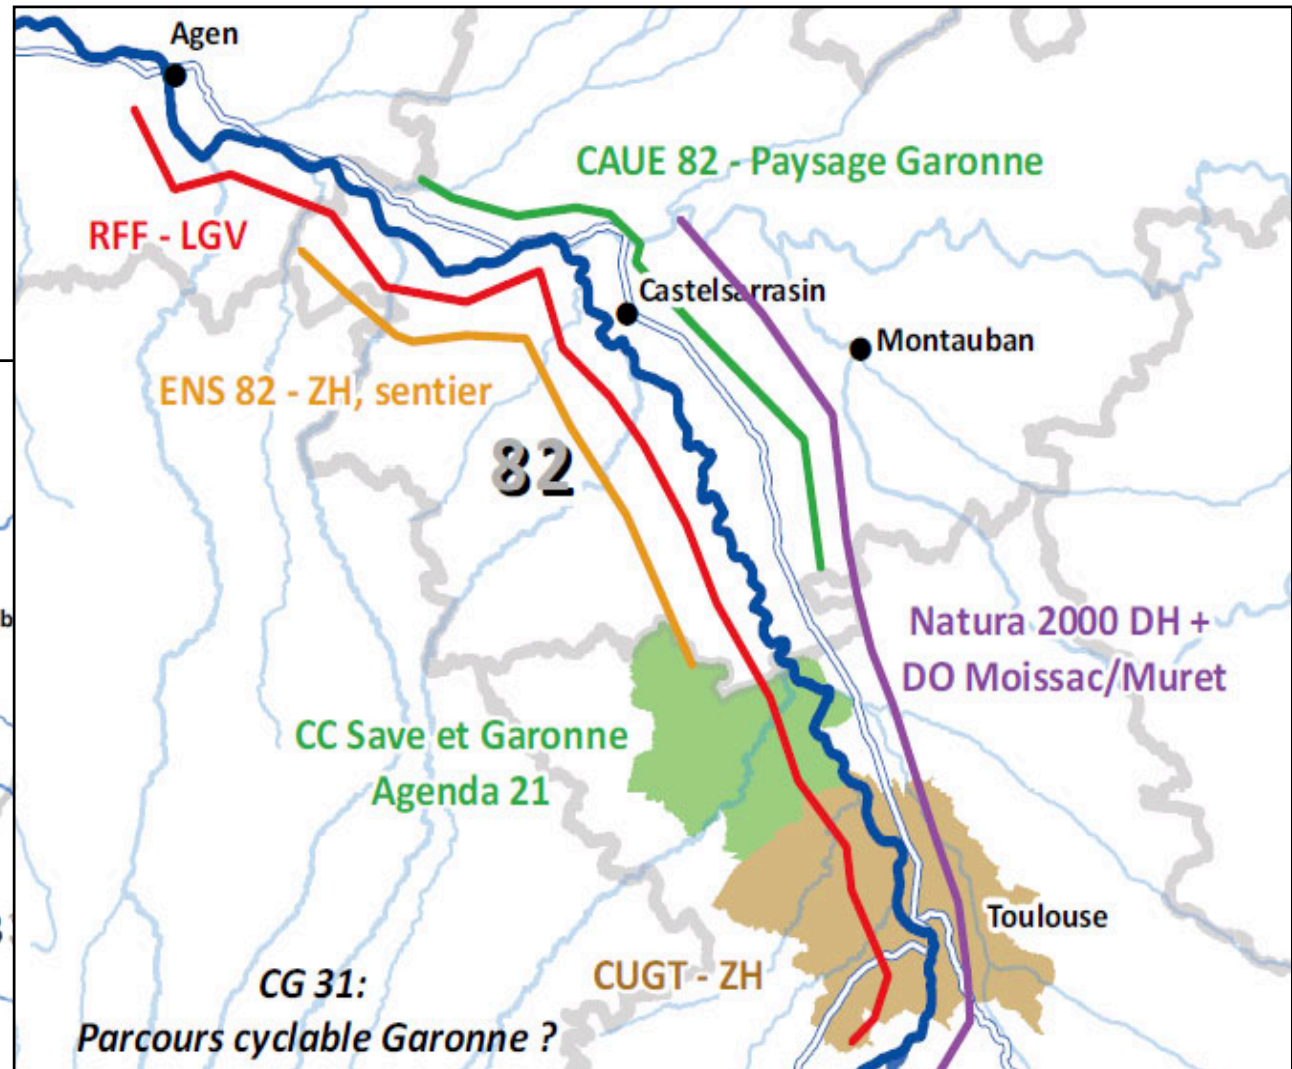 Agen
CAUE 82 - Paysage Garonne
RFF - LGV
Castelsarrasin
Montauban
ENS 82 - ZH, sentier
82
Natura 2000 DH +
DO Moissac/Muret
CC Save et Garonne
Agenda 21
Toulouse
CUGT - ZH
CG 31:
Parcours cyclable Garonne ?